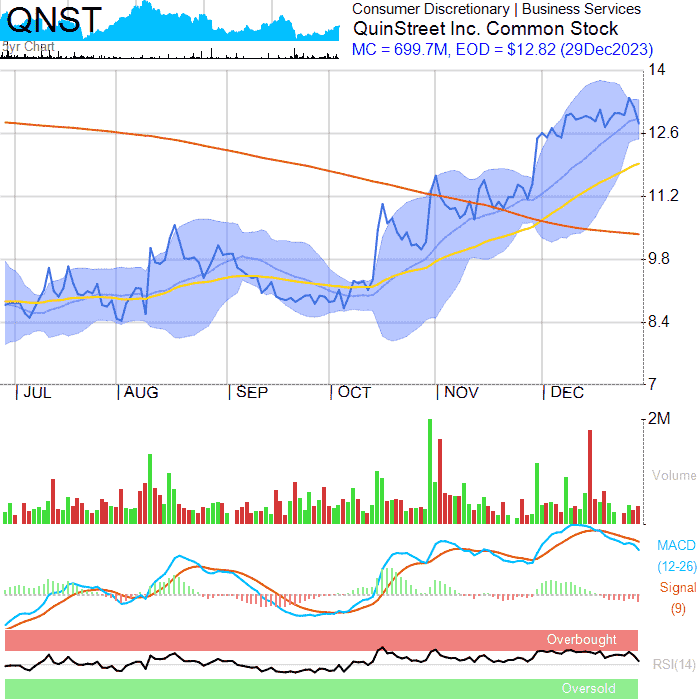 QNST
5yr Chart
Consumer Discretionary | Business Services
QuinStreet Inc. Common Stock
MC = 699.7M, EOD = $12.82 (29Dec2023)
14
12.6
11.2
9.8
8.4
7
JUL AUG SEP OCT NOV DEC
2M
Volume
MACD
(12-26)
Signal
(9)
Overbought
RSI(14)
Oversold